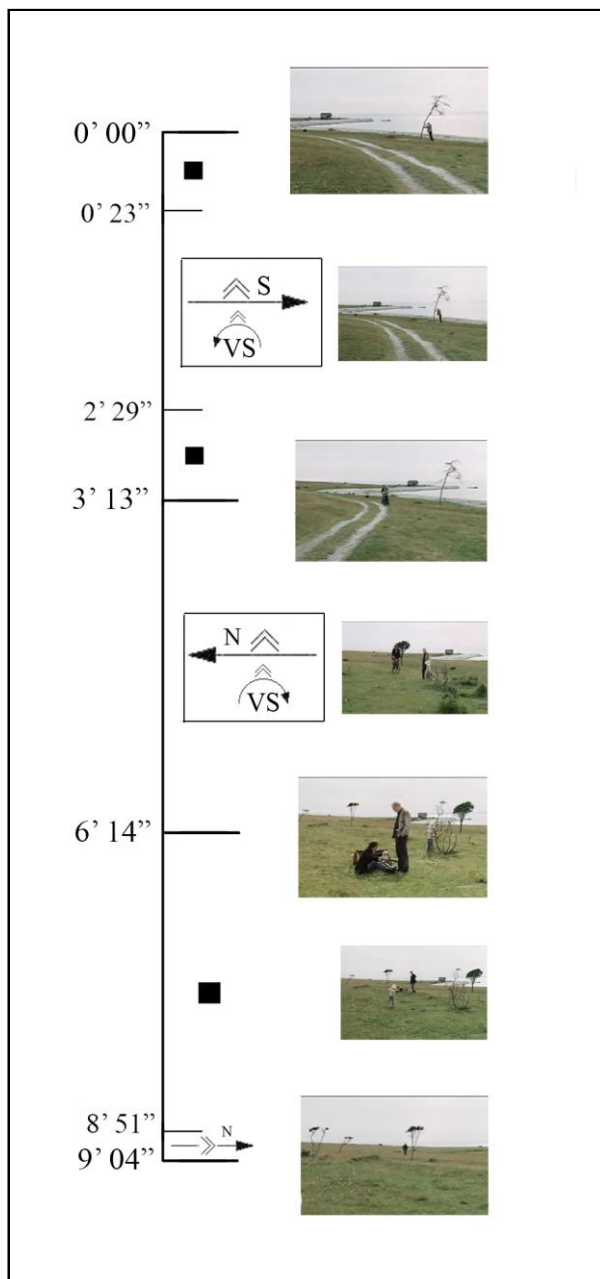 0’ 00”
0’ 23”
S
VS
2’ 29”
3’ 13”
N
VS
6’ 14”
8’ 51”
N
9’ 04”